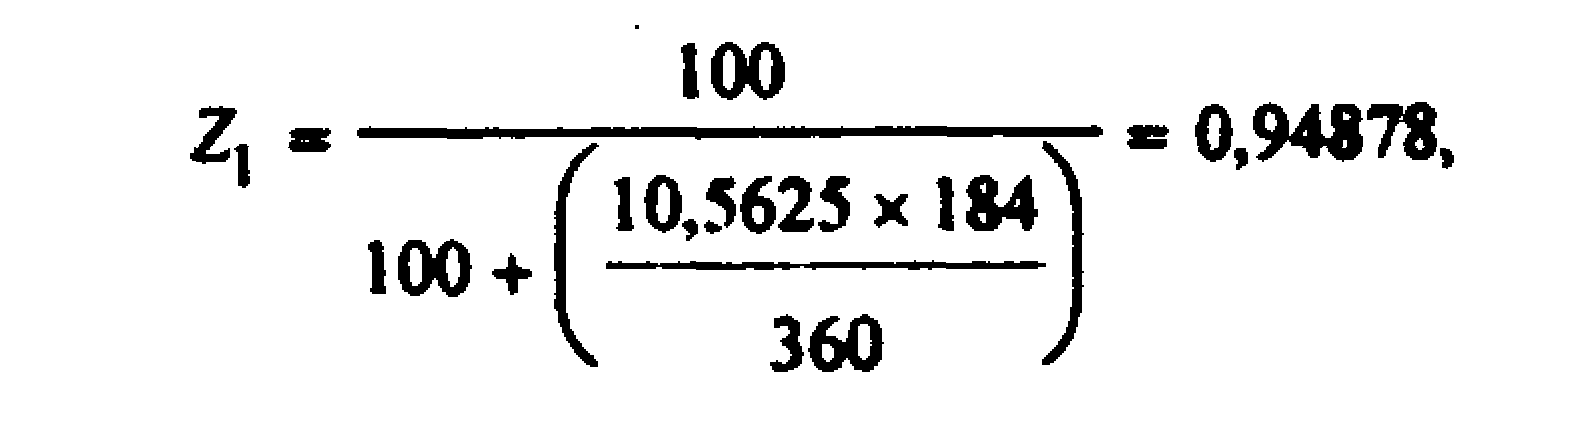 Z₁ = 100 / (100 + (10,5625 × 184 / 360)) = 0,94878,